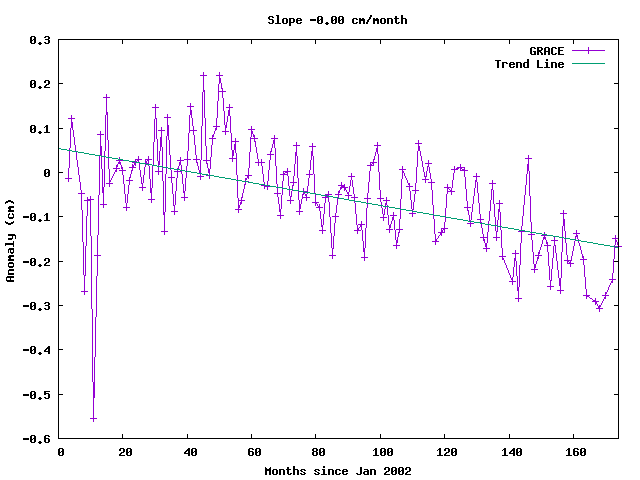 Slope -0.00 cm/month
GRACE
Trend Line
0.3
0.2
0.1
0
-0.1
-0.2
-0.3
-0.4
-0.5
-0.6
Anomaly (cm)
0 20 40 60 80 100 120 140 160
Months since Jan 2002